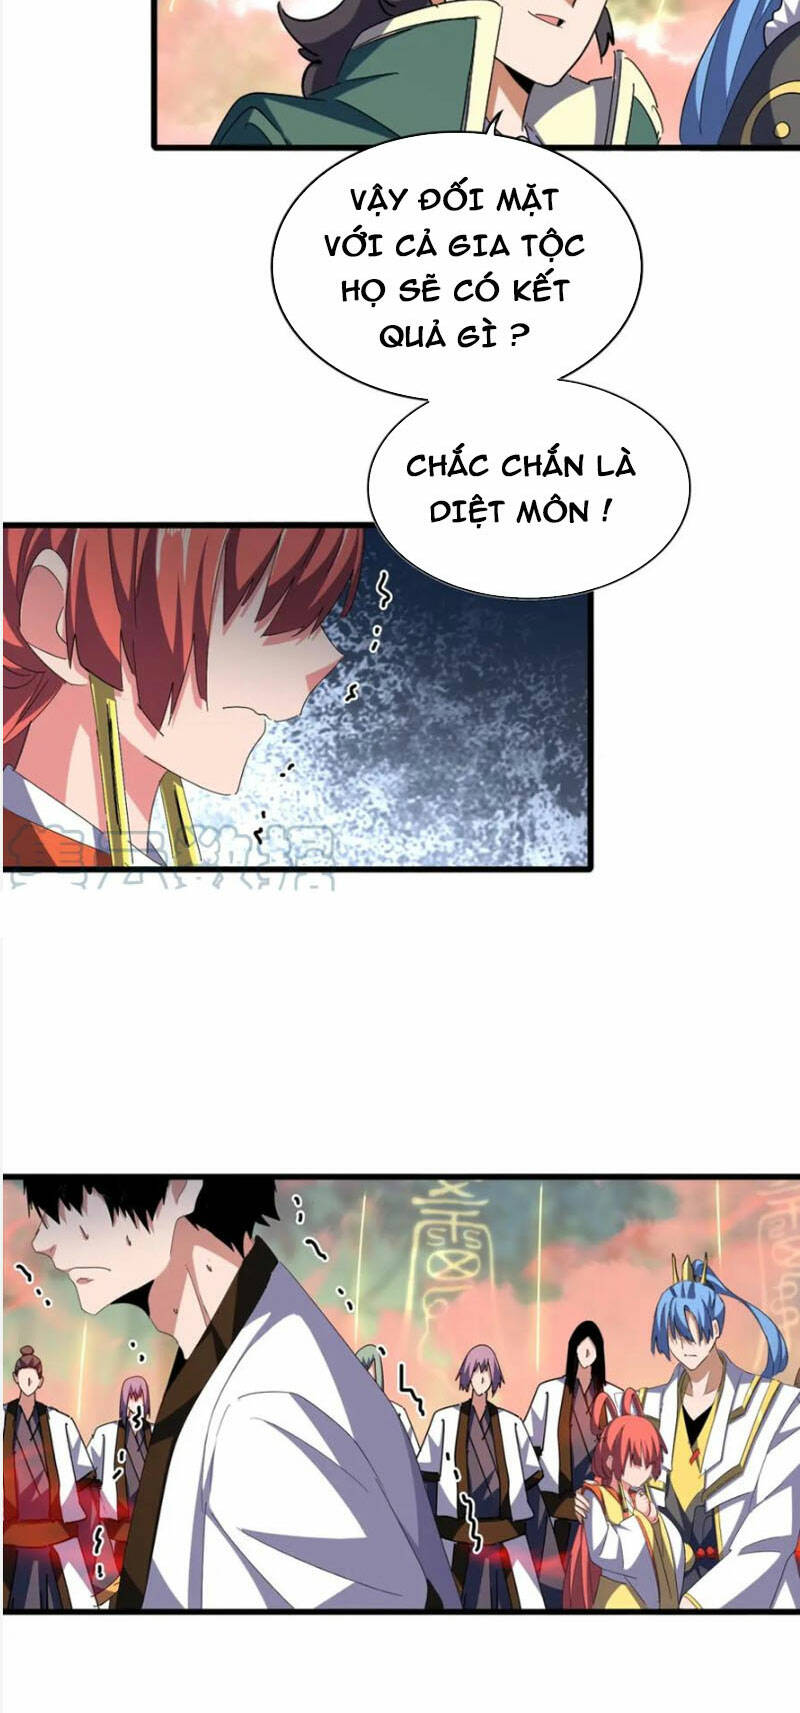 VẬY ĐỐI MẶT
VỚI CẢ GIA TỘC
HỌ SẼ CÓ KẾT
QUẢ GÌ ?
CHẮC CHẮN LÀ
DIỆT MÔN !